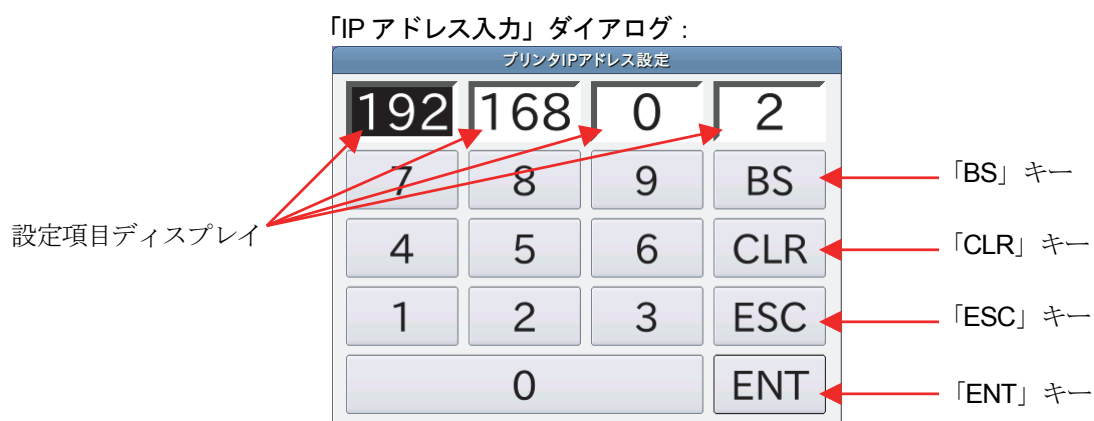 「IP アドレス入力」ダイアログ：
プリンタIPアドレス設定
192 168 0 2
7 8 9 BS
「BS」キー
設定項目ディスプレイ
4 5 6 CLR
「CLR」キー
1 2 3 ESC
「ESC」キー
0 ENT
「ENT」キー